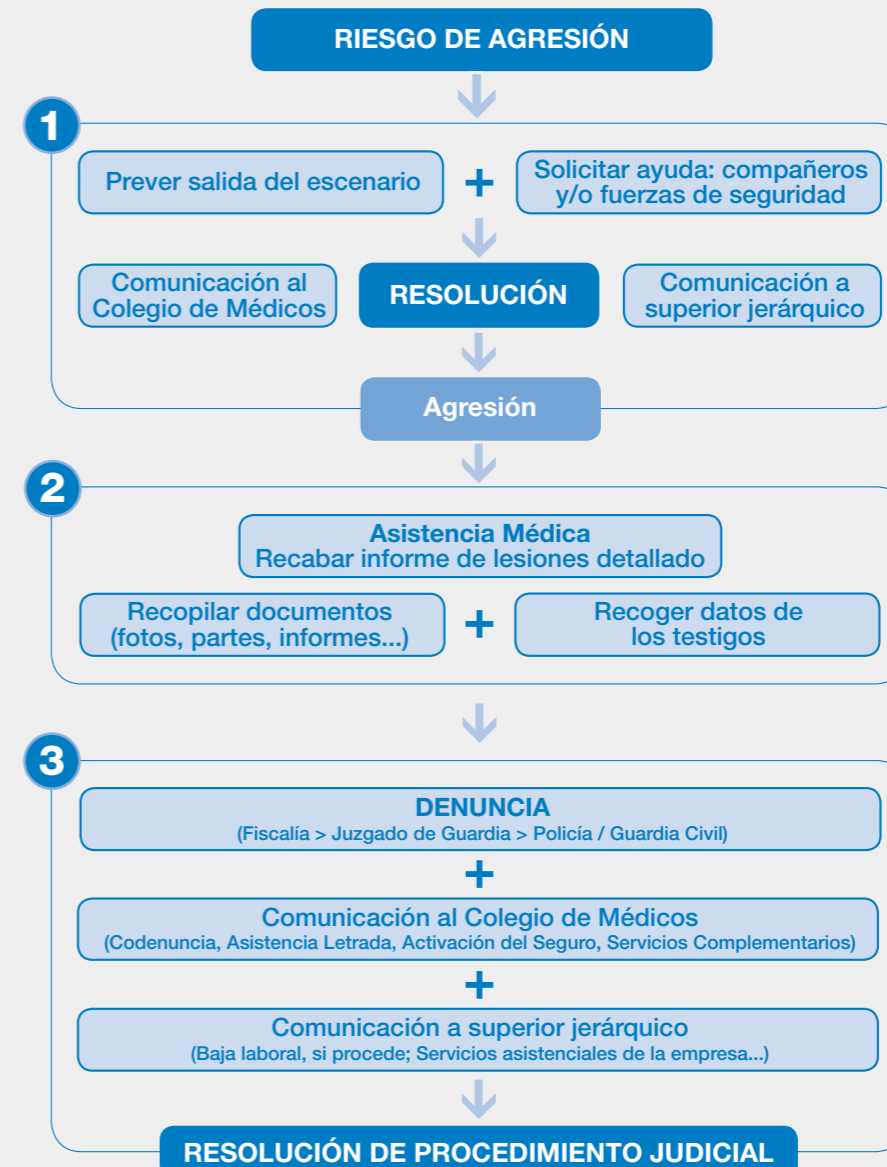 RIESGO DE AGRESIÓN
1
Prever salida del escenario
+
Solicitar ayuda: compañeros
y/o fuerzas de seguridad
Comunicación al
Colegio de Médicos
RESOLUCIÓN
Comunicación a
superior jerárquico
Agresión
2
Asistencia Médica
Recabar informe de lesiones detallado
Recopilar documentos
(fotos, partes, informes...)
+
Recoger datos de
los testigos
3
DENUNCIA
(Fiscalía > Juzgado de Guardia > Policía / Guardia Civil)
+
Comunicación al Colegio de Médicos
(Codenuncia, Asistencia Letrada, Activación del Seguro, Servicios Complementarios)
+
Comunicación a superior jerárquico
(Baja laboral, si procede; Servicios asistenciales de la empresa...)
RESOLUCIÓN DE PROCEDIMIENTO JUDICIAL